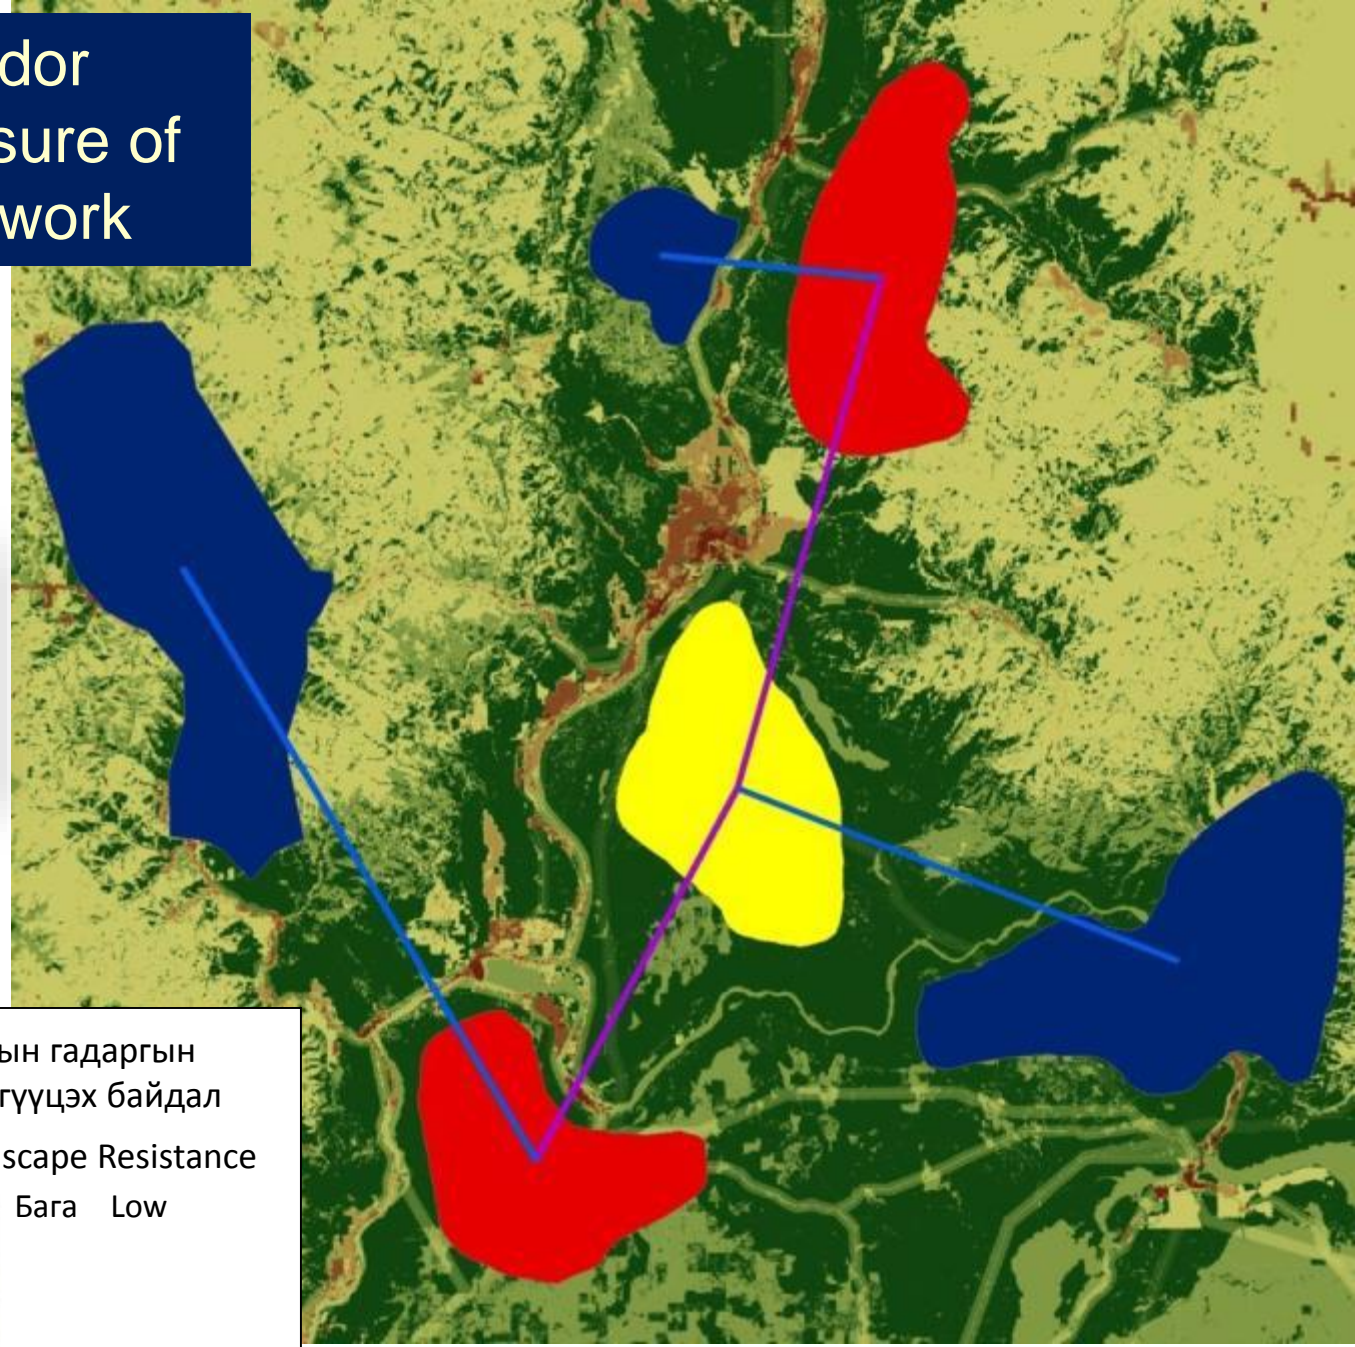 dor
sure of
work
ын гадаргын
гүүцэх байдал
scape Resistance
Бага Low